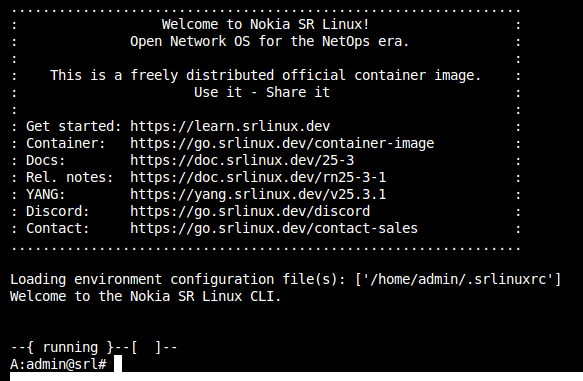 ................................................................
:                  Welcome to Nokia SR Linux!                  :
:              Open Network OS for the NetOps era.             :
:                                                              :
:    This is a freely distributed official container image.    :
:                      Use it - Share it                       :
:                                                              :
: Get started: https://learn.srlinux.dev                       :
: Container:   https://go.srlinux.dev/container-image          :
: Docs:        https://doc.srlinux.dev/25-3                    :
: Rel. notes:  https://doc.srlinux.dev/rn25-3-1                :
: YANG:        https://yang.srlinux.dev/v25.3.1                :
: Discord:     https://go.srlinux.dev/discord                  :
: Contact:     https://go.srlinux.dev/contact-sales            :
................................................................
Loading environment configuration file(s): ['/home/admin/.srlinuxrc']
Welcome to the Nokia SR Linux CLI.
--{ running }--[  ]--
A:admin@srl#